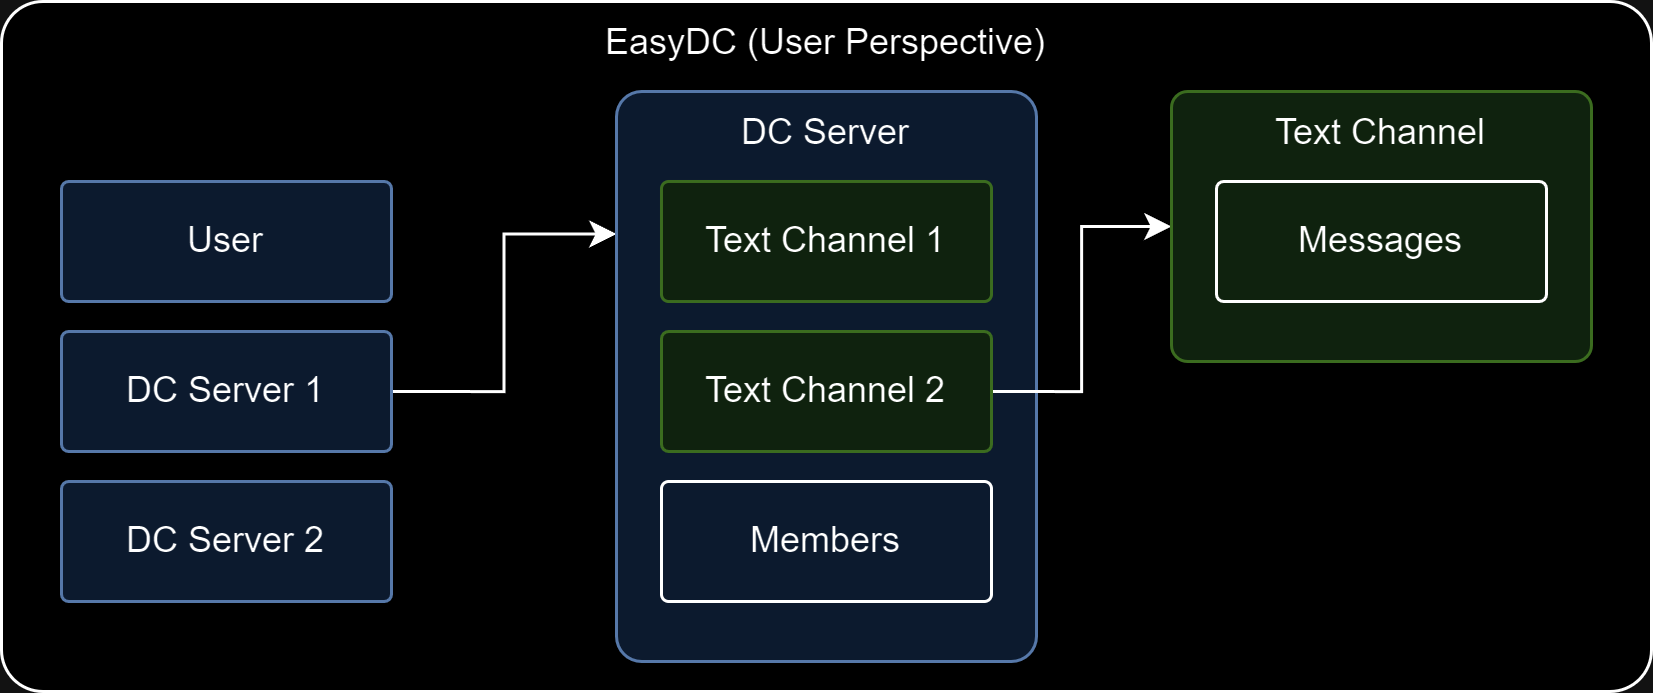 EasyDC (User Perspective)
User
DC Server 1
DC Server 2
DC Server
Text Channel 1
Text Channel 2
Members
Text Channel
Messages